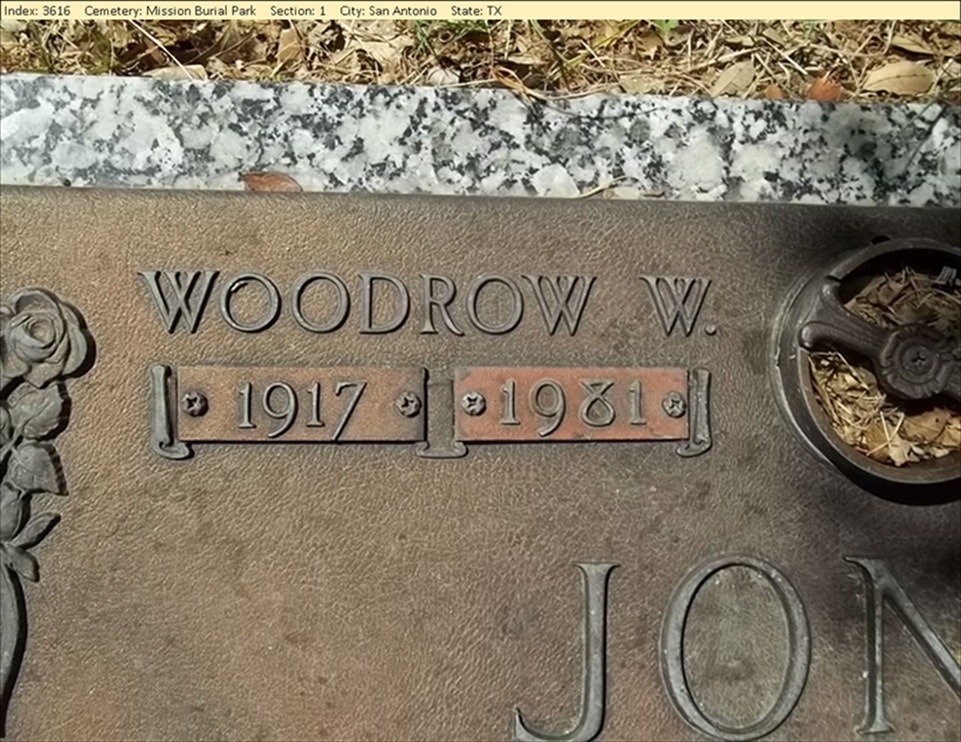 Index: 3616 Cemetery: Mission Burial Park Section: 1 City: San Antonio State: TX
WOODROW W.
1917 1981
JON